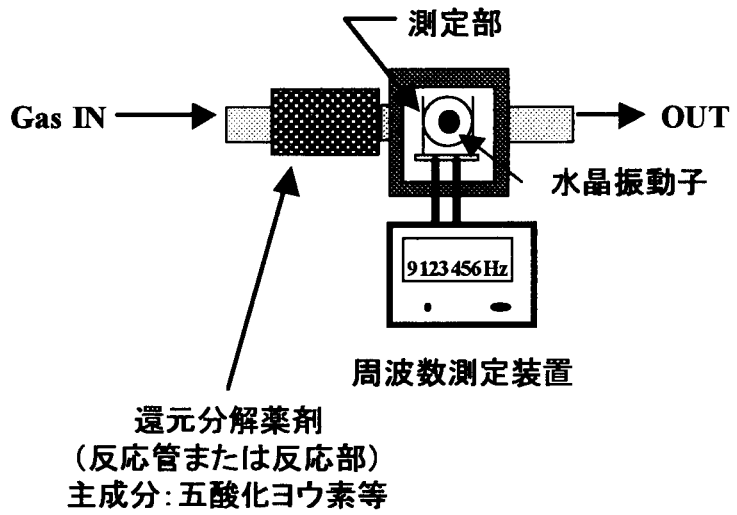 測定部
Gas IN
OUT
水晶振動子
9123456Hz
周波数測定装置
還元分解薬剤
（反応管または反応部）
主成分：五酸化ヨウ素等